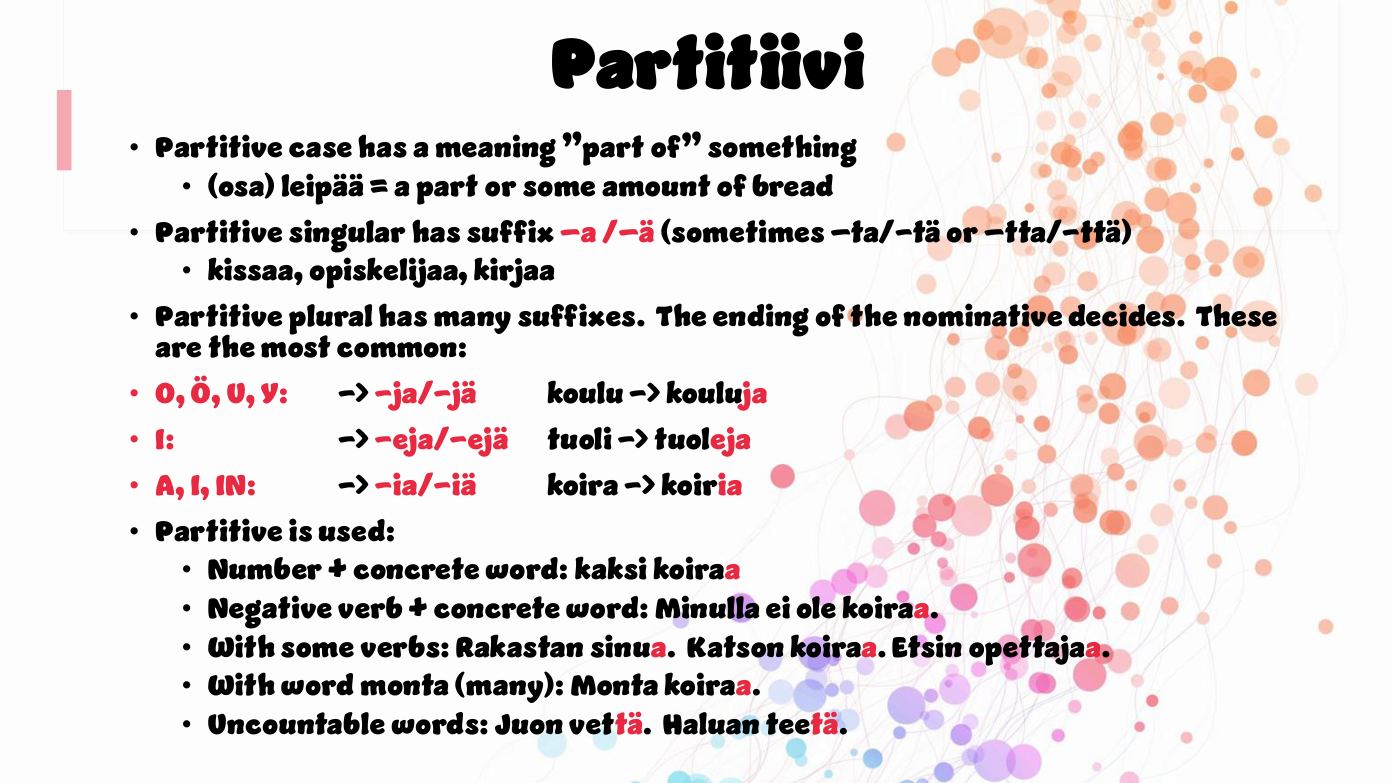 Partitiivi
• Partitive case has a meaning ”part of” something
• (osa) leipää = a part or some amount of bread
• Partitive singular has suffix –a /–ä (sometimes –ta/–tä or –tta/–ttä)
• kissaa, opiskelijaa, kirjaa
• Partitive plural has many suffixes. The ending of the nominative decides. These
are the most common:
• O, Ö, U, Y: –> –ja/–jä koulu –> kouluja
• I: –> –eja/–ejä tuoli –> tuoleja
• A, I, IN: –> –ia/–iä koira –> koiria
• Partitive is used:
• Number + concrete word: kaksi koiraa
• Negative verb + concrete word: Minulla ei ole koiraa.
• With some verbs: Rakastan sinua. Katson koiraa. Etsin opettajaa.
• With word monta (many): Monta koiraa.
• Uncountable words: Juon vettä. Haluan teetä.